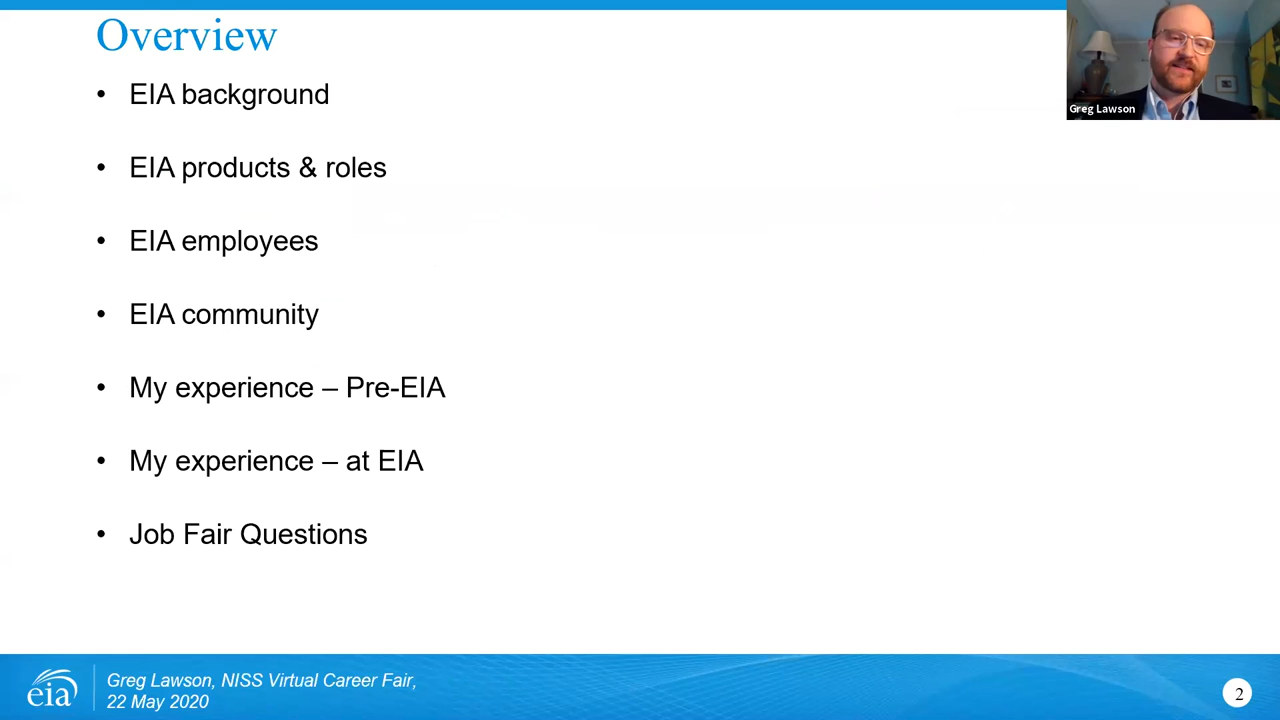 Overview
• EIA background
• EIA products & roles
• EIA employees
• EIA community
• My experience – Pre-EIA
• My experience – at EIA
• Job Fair Questions
Greg Lawson
eia
Greg Lawson, NISS Virtual Career Fair,
22 May 2020
2